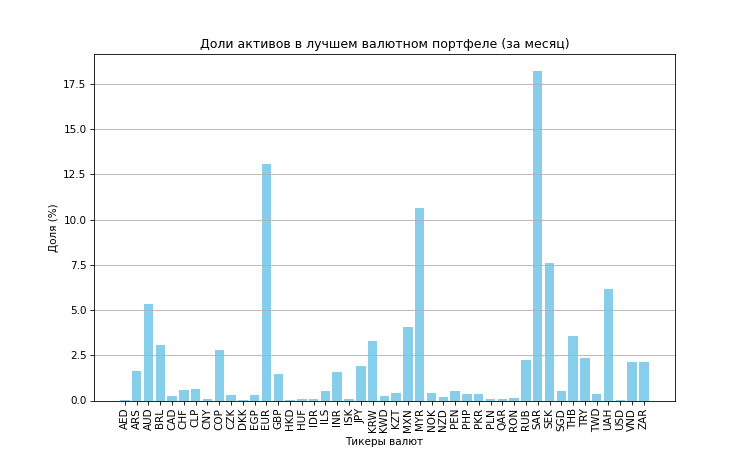 Доли активов в лучшем валютном портфеле (за месяц)
Доля (%)
17.5
15.0
12.5
10.0
7.5
5.0
2.5
0.0
AED ARS AUD BRL CAD CHF CLP CNY COP CZK DKK EGP EUR GBP HKD HUF IDR ILS INR ISK JPY KRW KWD KZT MXN MYR NOK NZD PEN PHP PKR PLN QAR RON RUB SAR SEK SGD THB TRY TWD UAH USD VND ZAR
Тикеры валют